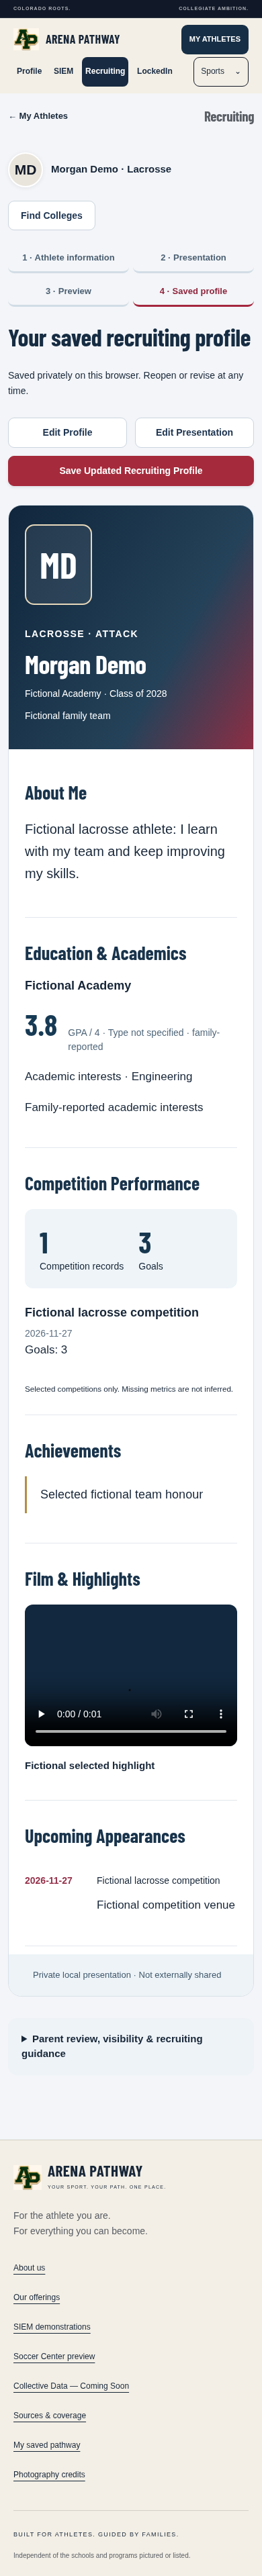 COLORADO ROOTS.
COLLEGIATE AMBITION.
AP
ARENA PATHWAY
MY ATHLETES
Profile
SIEM
Recruiting
LockedIn
Sports
← My Athletes
Recruiting
MD
Morgan Demo · Lacrosse
Find Colleges
1 · Athlete information
2 · Presentation
3 · Preview
4 · Saved profile
Your saved recruiting profile
Saved privately on this browser. Reopen or revise at any
time.
Edit Profile
Edit Presentation
Save Updated Recruiting Profile
MD
LACROSSE · ATTACK
Morgan Demo
Fictional Academy · Class of 2028
Fictional family team
About Me
Fictional lacrosse athlete: I learn
with my team and keep improving
my skills.
Education & Academics
Fictional Academy
3.8
GPA / 4 · Type not specified · family-
reported
Academic interests · Engineering
Family-reported academic interests
Competition Performance
1
Competition records
3
Goals
Fictional lacrosse competition
2026-11-27
Goals: 3
Selected competitions only. Missing metrics are not inferred.
Achievements
Selected fictional team honour
Film & Highlights
0:00 / 0:01
Fictional selected highlight
Upcoming Appearances
2026-11-27
Fictional lacrosse competition
Fictional competition venue
Private local presentation · Not externally shared
Parent review, visibility & recruiting
guidance
AP
ARENA PATHWAY
YOUR SPORT. YOUR PATH. ONE PLACE.
For the athlete you are.
For everything you can become.
About us
Our offerings
SIEM demonstrations
Soccer Center preview
Collective Data — Coming Soon
Sources & coverage
My saved pathway
Photography credits
BUILT FOR ATHLETES. GUIDED BY FAMILIES.
Independent of the schools and programs pictured or listed.